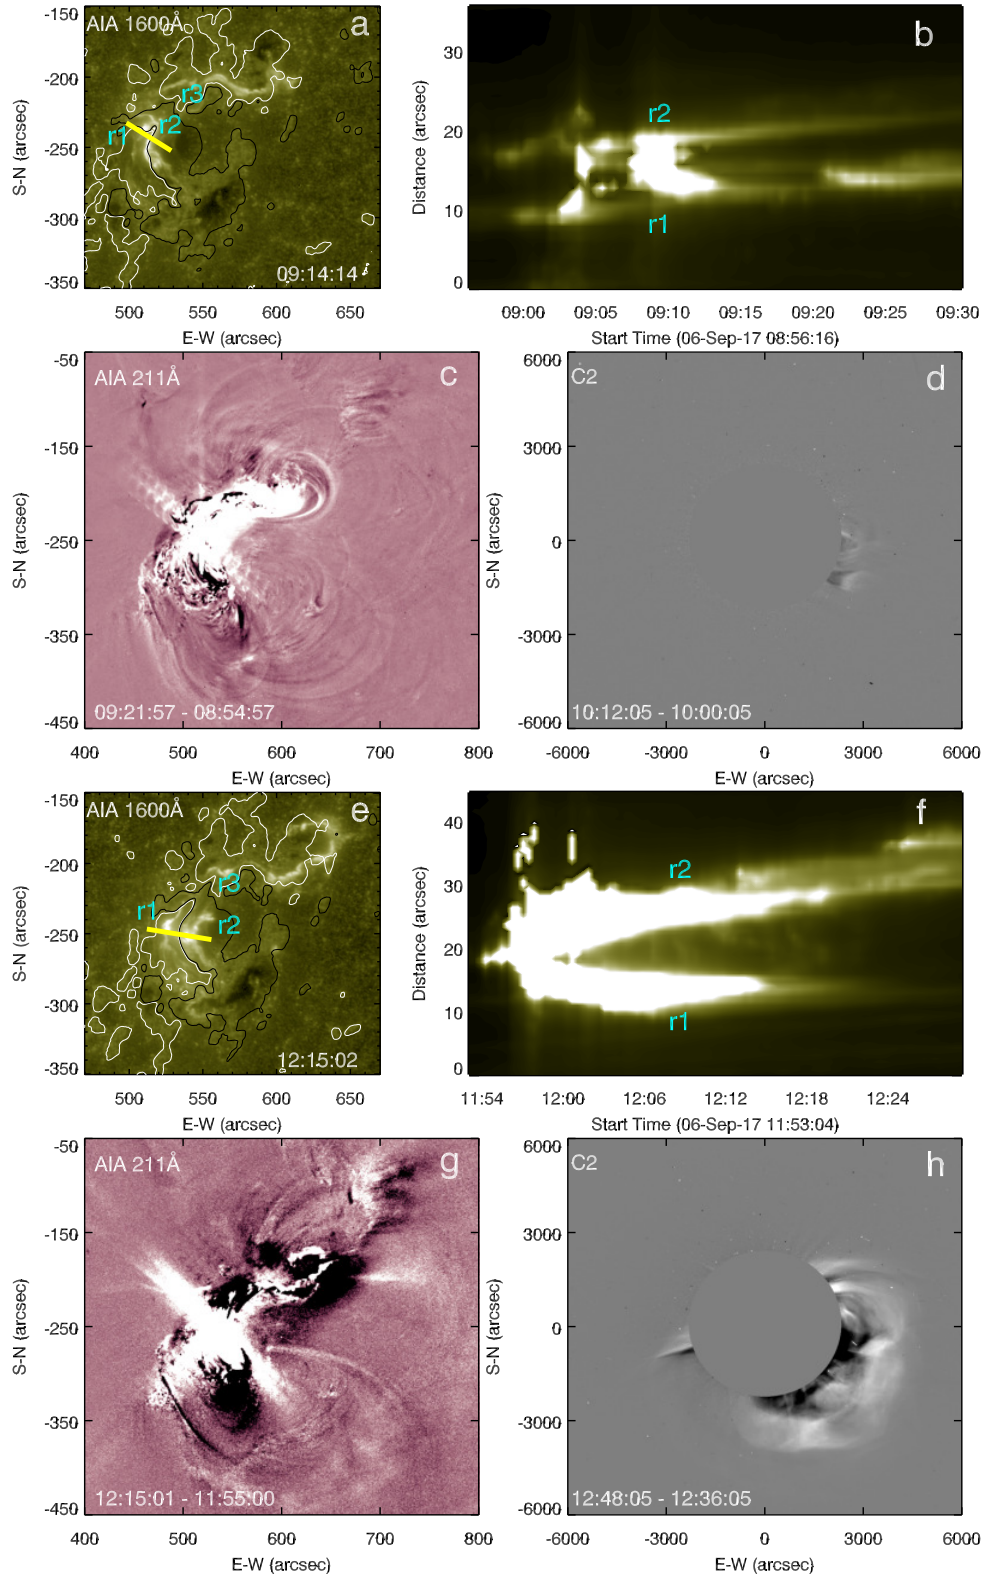 AIA 1600Å
a
r3
r1
r2
09:14:14
-150
-200
-250
-300
-350
S-N (arcsec)
500 550 600 650
E-W (arcsec)
b
r2
r1
30
20
10
0
Distance (arcsec)
09:00 09:05 09:10 09:15 09:20 09:25 09:30
Start Time (06-Sep-17 08:56:16)
AIA 211Å
c
09:21:57 - 08:54:57
-50
-150
-250
-350
-450
S-N (arcsec)
400 500 600 700 800
E-W (arcsec)
C2
d
10:12:05 - 10:00:05
6000
3000
0
-3000
-6000
S-N (arcsec)
-6000 -3000 0 3000 6000
E-W (arcsec)
AIA 1600Å
e
r3
r1
r2
12:15:02
-150
-200
-250
-300
-350
S-N (arcsec)
500 550 600 650
E-W (arcsec)
f
r2
r1
40
30
20
10
0
Distance (arcsec)
11:54 12:00 12:06 12:12 12:18 12:24
Start Time (06-Sep-17 11:53:04)
AIA 211Å
g
12:15:01 - 11:55:00
-50
-150
-250
-350
-450
S-N (arcsec)
400 500 600 700 800
E-W (arcsec)
C2
h
12:48:05 - 12:36:05
6000
3000
0
-3000
-6000
S-N (arcsec)
-6000 -3000 0 3000 6000
E-W (arcsec)